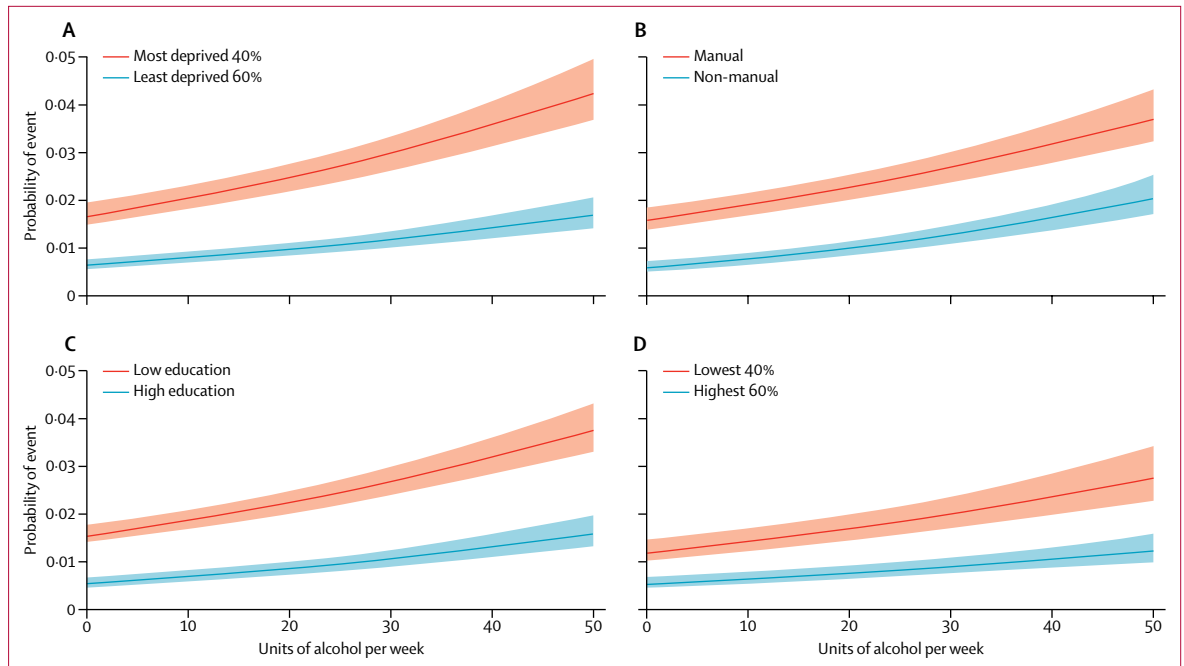 A
B
0·05
0·04
0·03
0·02
0·01
0
Probability of event
Most deprived 40%
Least deprived 60%
Manual
Non-manual
C
D
0·05
0·04
0·03
0·02
0·01
0
Probability of event
Low education
High education
Lowest 40%
Highest 60%
0 10 20 30 40 50
0 10 20 30 40 50
Units of alcohol per week
Units of alcohol per week